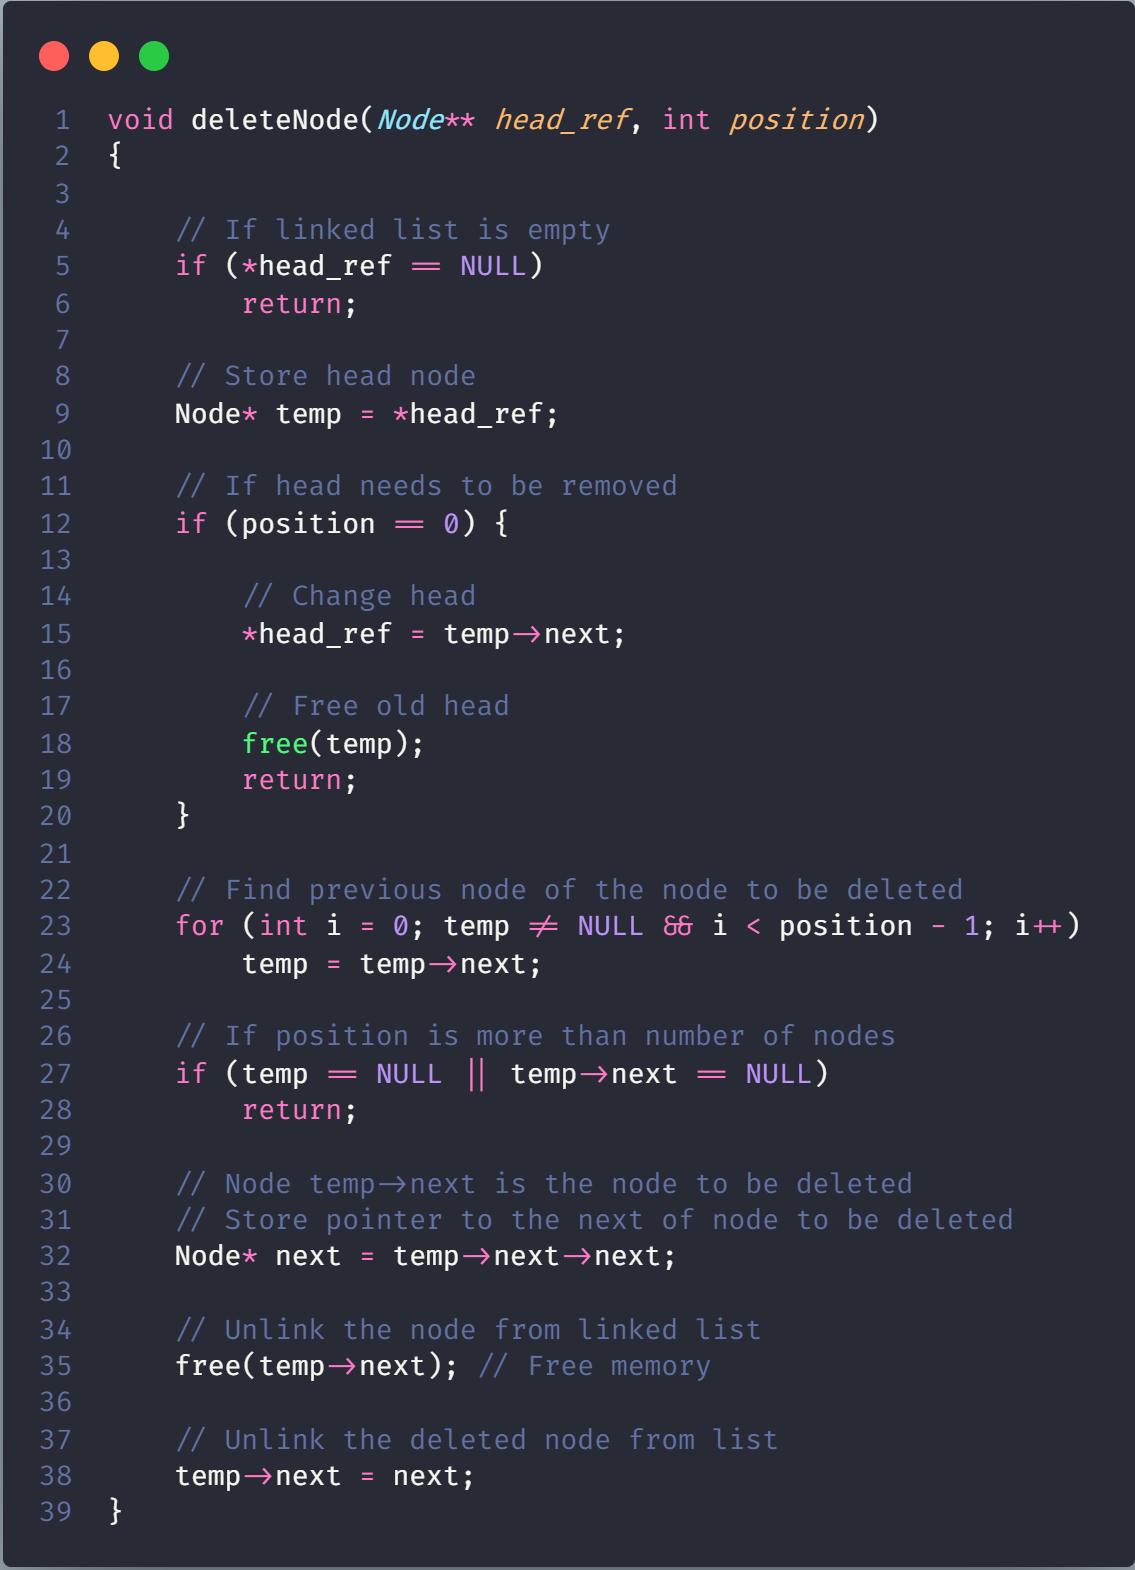 1 void deleteNode(Node** head_ref, int position)
2 {
3
4     // If linked list is empty
5     if (*head_ref == NULL)
6         return;
7
8     // Store head node
9     Node* temp = *head_ref;
10
11     // If head needs to be removed
12     if (position == 0) {
13
14         // Change head
15         *head_ref = temp->next;
16
17         // Free old head
18         free(temp);
19         return;
20     }
21
22     // Find previous node of the node to be deleted
23     for (int i = 0; temp != NULL && i < position - 1; i++)
24         temp = temp->next;
25
26     // If position is more than number of nodes
27     if (temp == NULL || temp->next == NULL)
28         return;
29
30     // Node temp->next is the node to be deleted
31     // Store pointer to the next of node to be deleted
32     Node* next = temp->next->next;
33
34     // Unlink the node from linked list
35     free(temp->next); // Free memory
36
37     // Unlink the deleted node from list
38     temp->next = next;
39 }